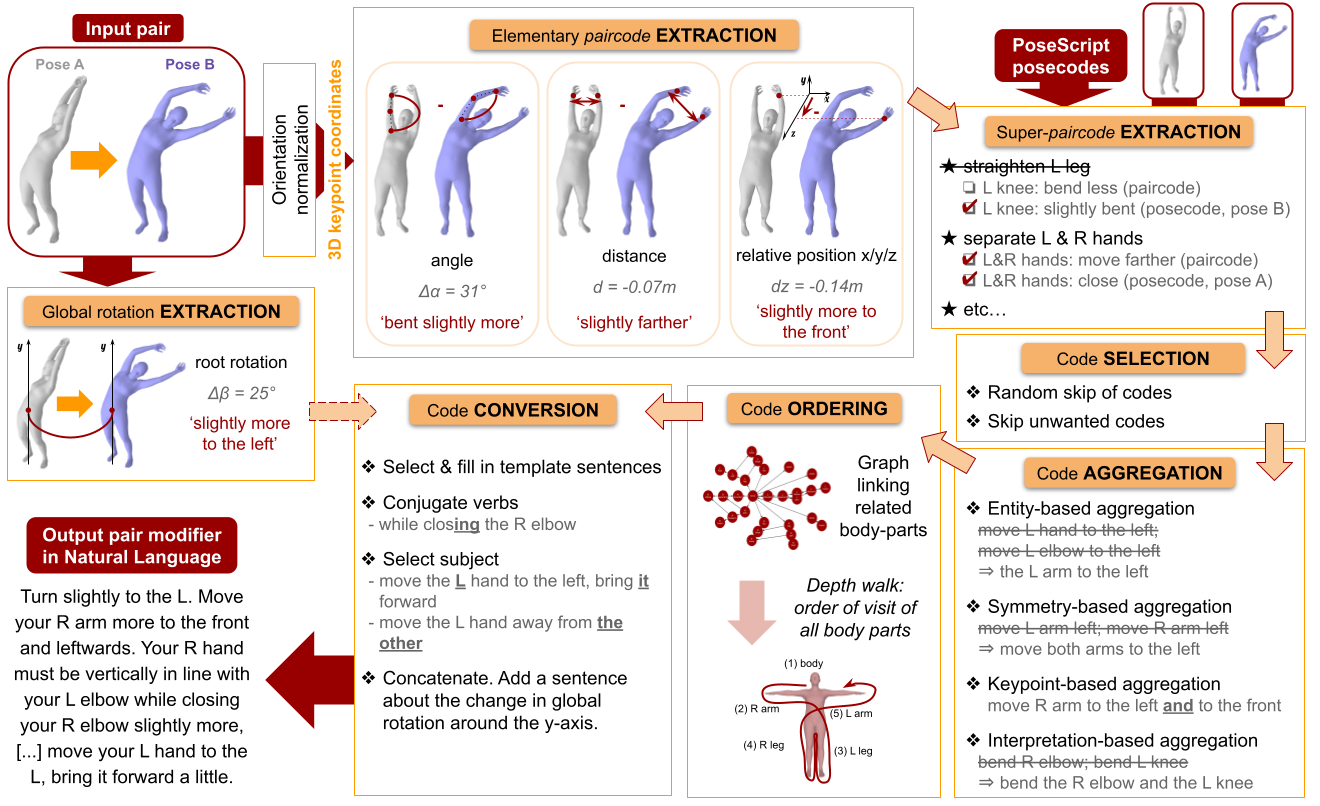 Input pair
Pose A
Pose B
Orientation
normalization
3D keypoint coordinates
Elementary paircode EXTRACTION
y
x
z
-
-
-
angle
Δα = 31°
‘bent slightly more’
distance
d = -0.07m
‘slightly farther’
relative position x/y/z
dz = -0.14m
‘slightly more to
the front’
PoseScript
posecodes
Super-paircode EXTRACTION
★ straighten L leg
❏ L knee: bend less (paircode)
L knee: slightly bent (posecode, pose B)
★ separate L & R hands
L&R hands: move farther (paircode)
L&R hands: close (posecode, pose A)
★ etc…
Global rotation EXTRACTION
y
y
root rotation
Δβ = 25°
‘slightly more
to the left’
Code SELECTION
❖ Random skip of codes
❖ Skip unwanted codes
Code AGGREGATION
❖ Entity-based aggregation
move L hand to the left;
move L elbow to the left
⇒ the L arm to the left
❖ Symmetry-based aggregation
move L arm left; move R arm left
⇒ move both arms to the left
❖ Keypoint-based aggregation
move R arm to the left and to the front
❖ Interpretation-based aggregation
bend R elbow; bend L knee
⇒ bend the R elbow and the L knee
Code ORDERING
Graph
linking
related
body-parts
Depth walk:
order of visit of
all body parts
(1) body
(2) R arm
(5) L arm
(4) R leg
(3) L leg
Code CONVERSION
❖ Select & fill in template sentences
❖ Conjugate verbs
- while closing the R elbow
❖ Select subject
- move the L hand to the left, bring it
forward
- move the L hand away from the
other
❖ Concatenate. Add a sentence
about the change in global
rotation around the y-axis.
Output pair modifier
in Natural Language
Turn slightly to the L. Move
your R arm more to the front
and leftwards. Your R hand
must be vertically in line with
your L elbow while closing
your R elbow slightly more,
[...] move your L hand to the
L, bring it forward a little.